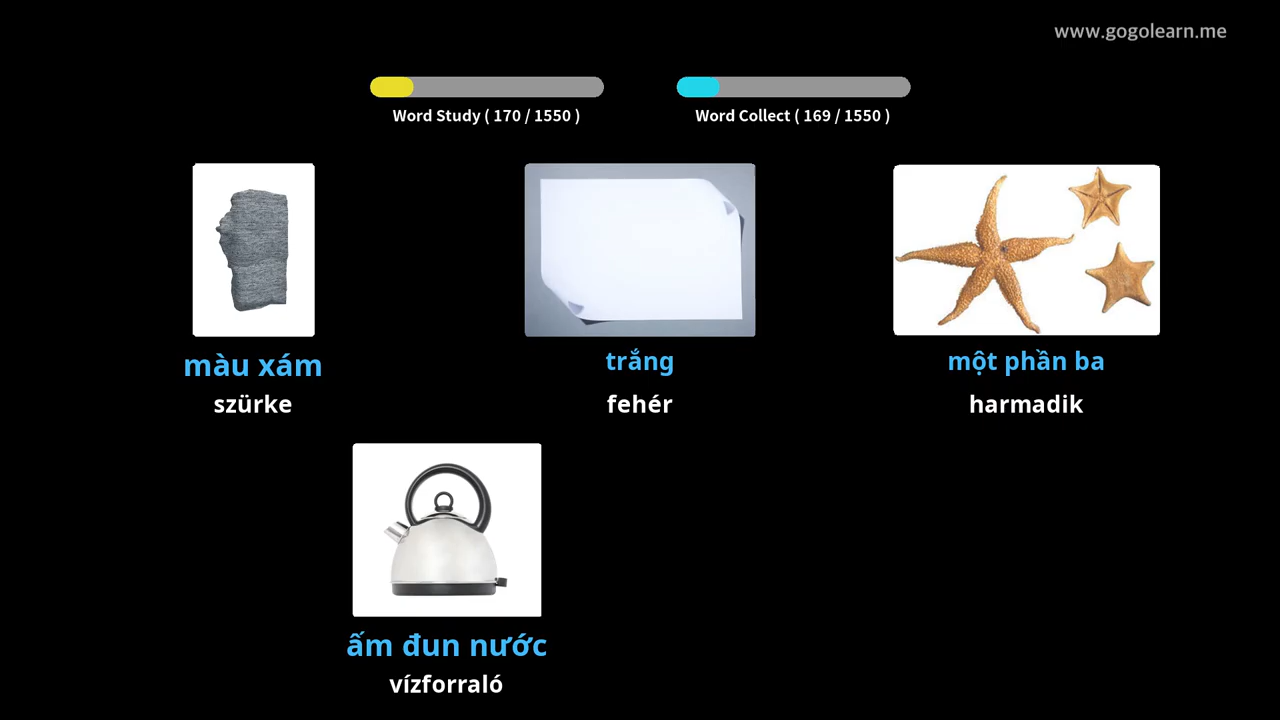 www.gogolearn.me
Word Study ( 170 / 1550 )
Word Collect ( 169 / 1550 )
màu xám
trắng
một phần ba
szürke
fehér
harmadik
ấm đun nước
vízforraló